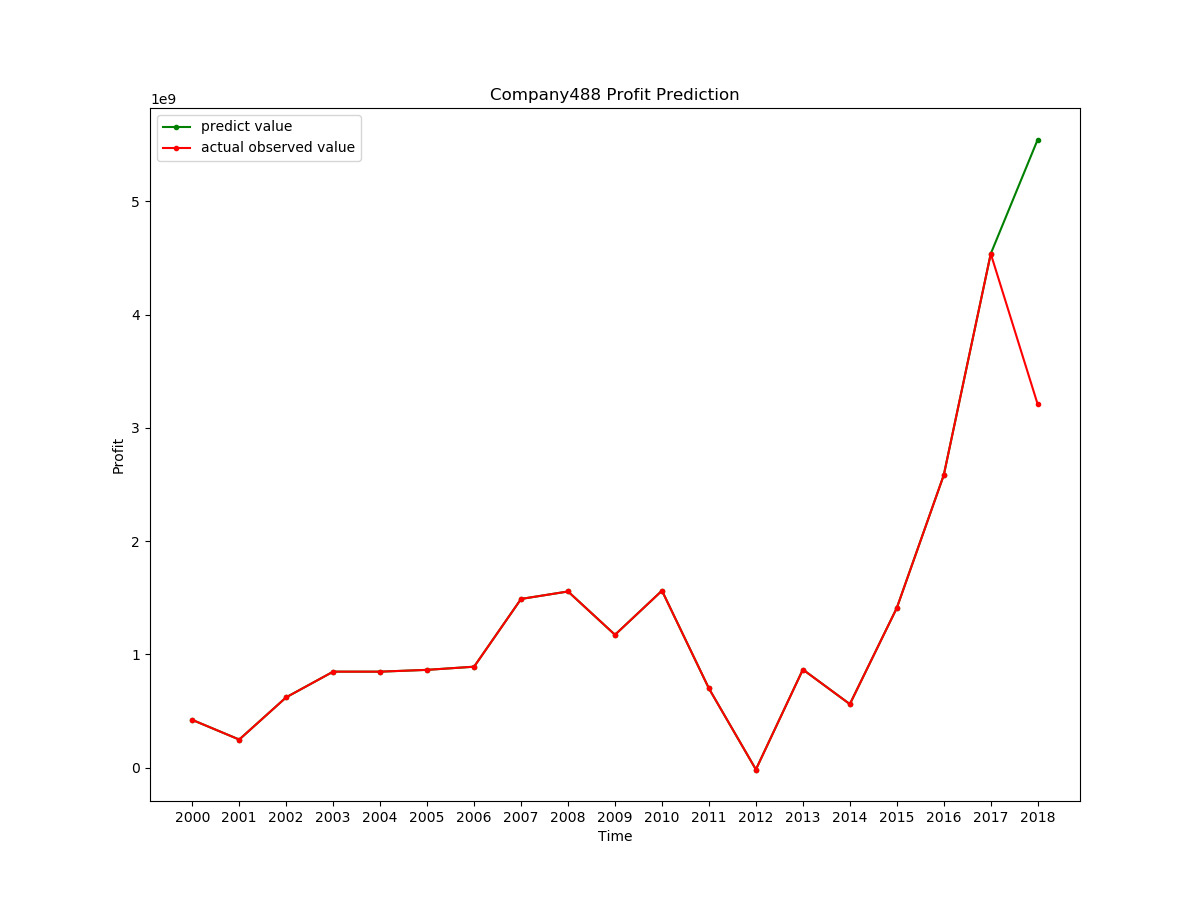 Company488 Profit Prediction
1e9
predict value
actual observed value
5
4
3
2
1
0
Profit
2000 2001 2002 2003 2004 2005 2006 2007 2008 2009 2010 2011 2012 2013 2014 2015 2016 2017 2018
Time